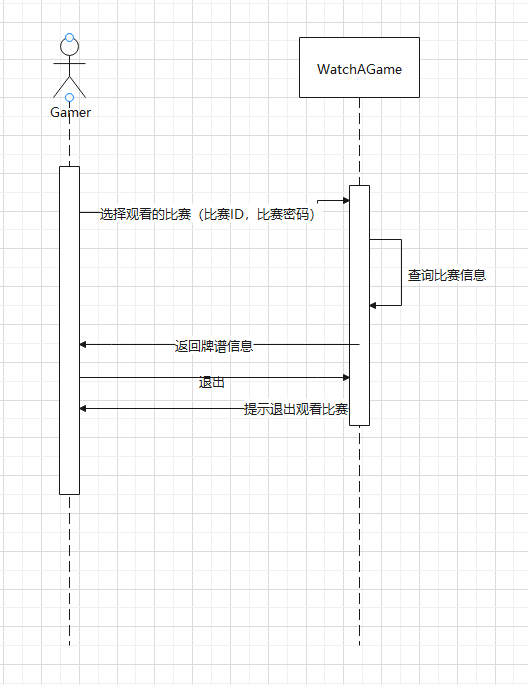 WatchAGame
Gamer
选择观看的比赛（比赛ID，比赛密码）
查询比赛信息
返回牌谱信息
退出
提示退出观看比赛